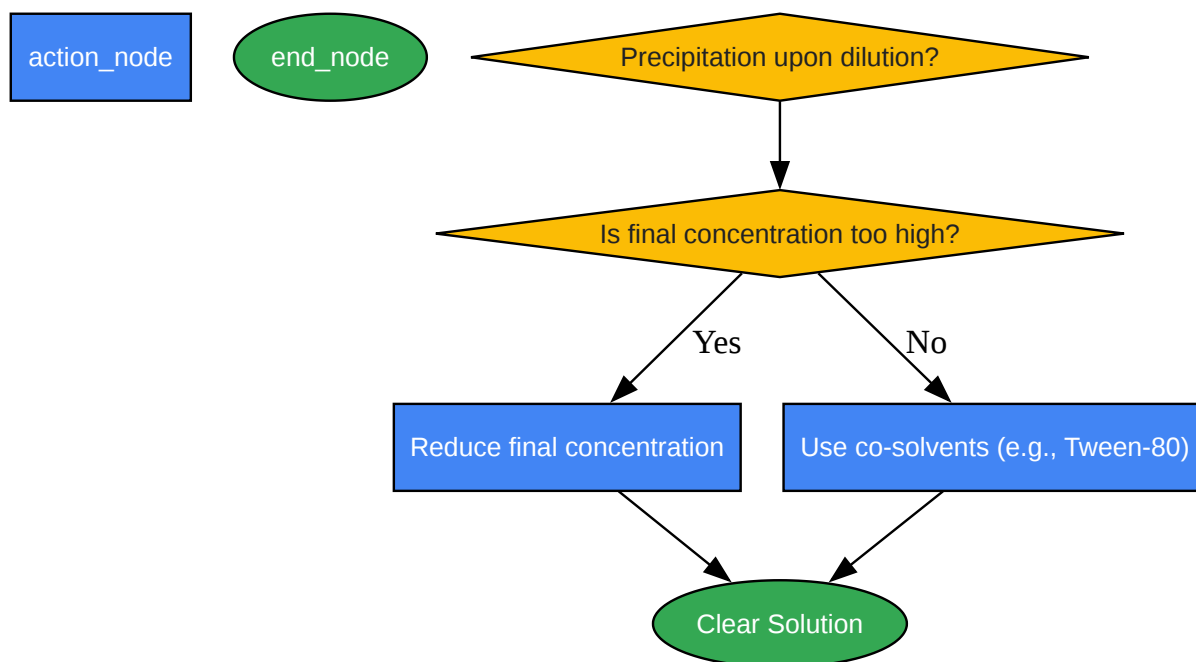 action_node
end_node
Precipitation upon dilution?
Is final concentration too high?
Yes
No
Reduce final concentration
Use co-solvents (e.g., Tween-80)
Clear Solution